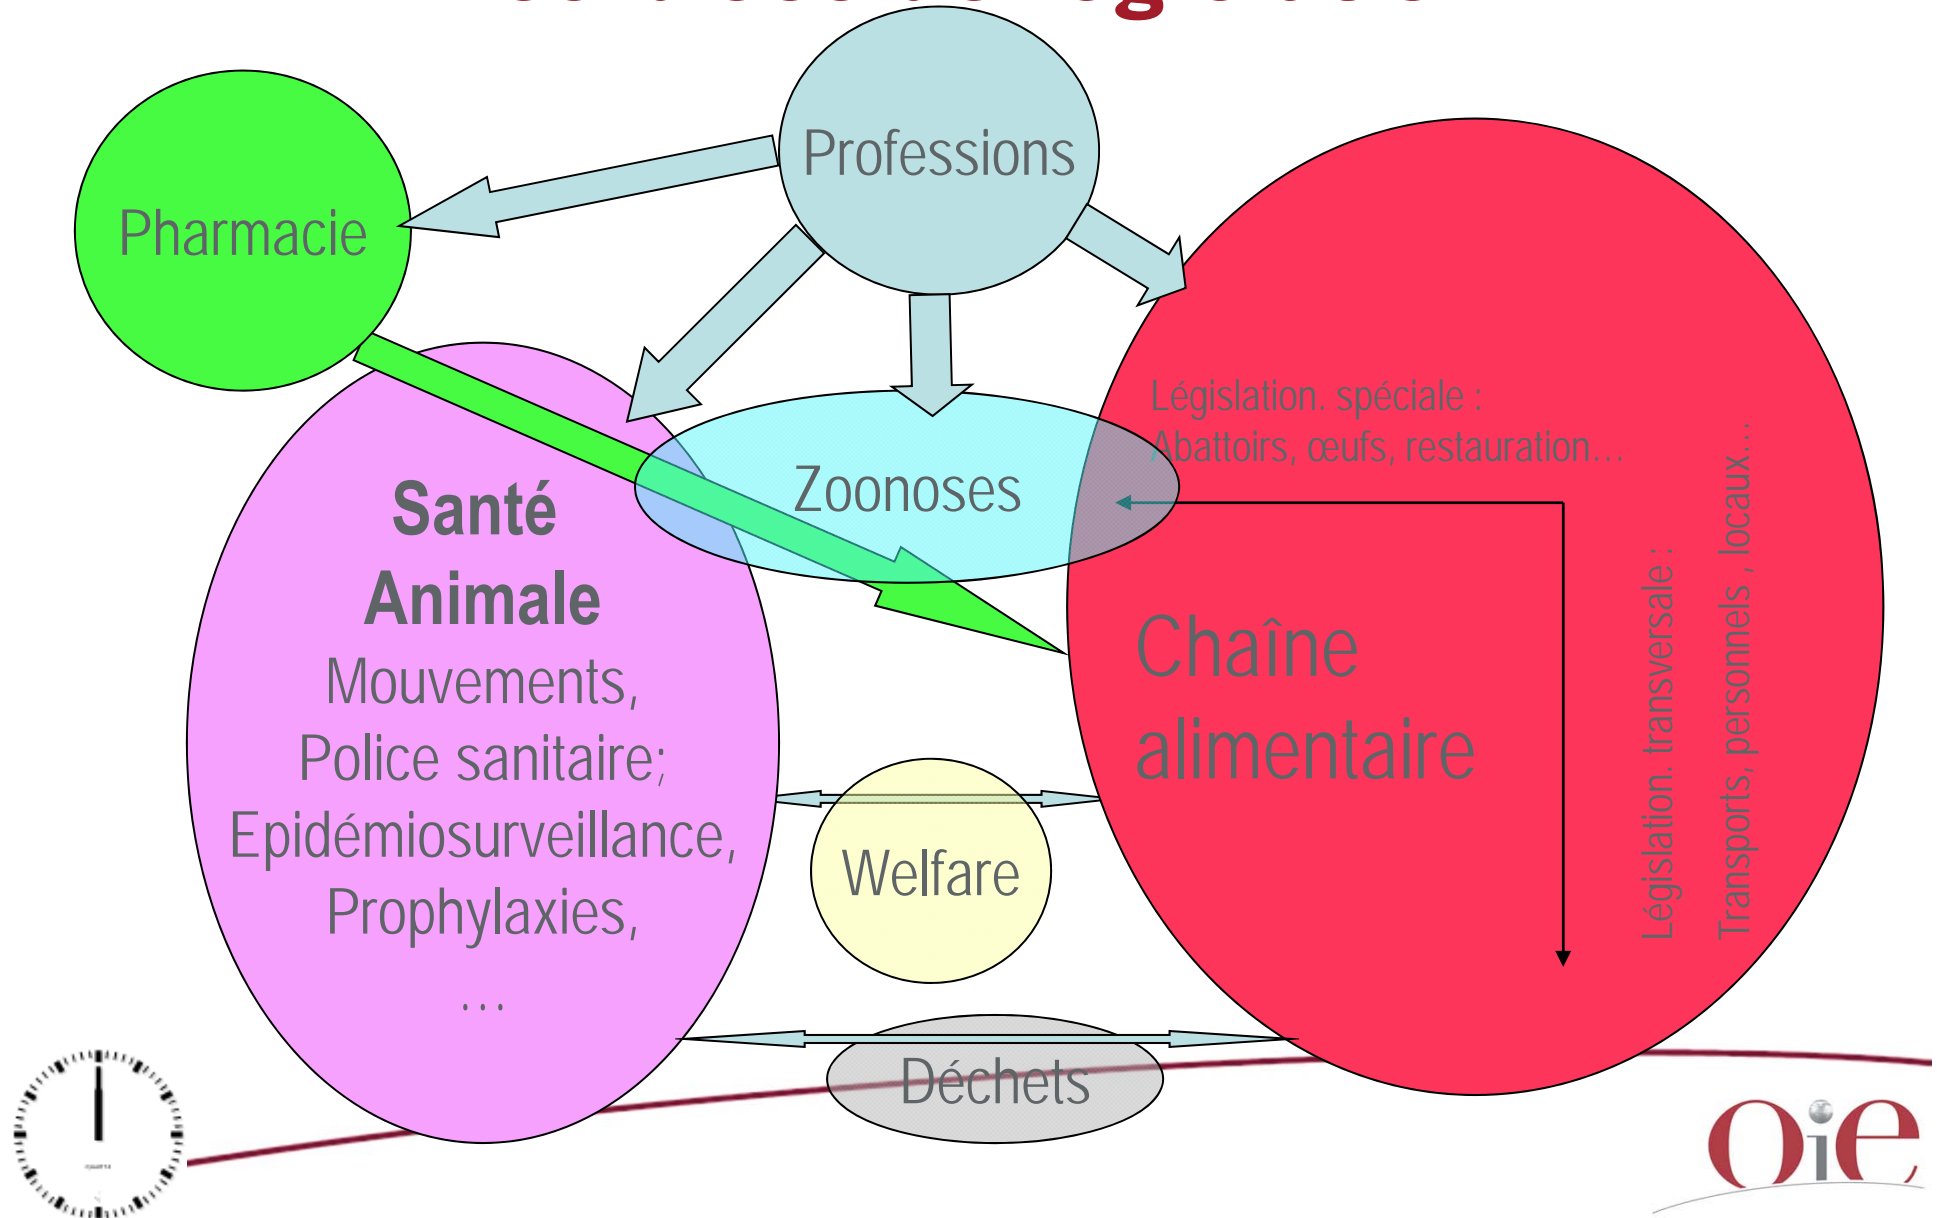 Professions
Pharmacie
Législation. spéciale :
Abattoirs, œufs, restauration…
Zoonoses
Santé
Animale
Mouvements,
Police sanitaire;
Epidémiosurveillance,
Prophylaxies,
…
Chaîne
alimentaire
Législation. transversale :
Transports, personnels , locaux…
Welfare
Déchets
oie